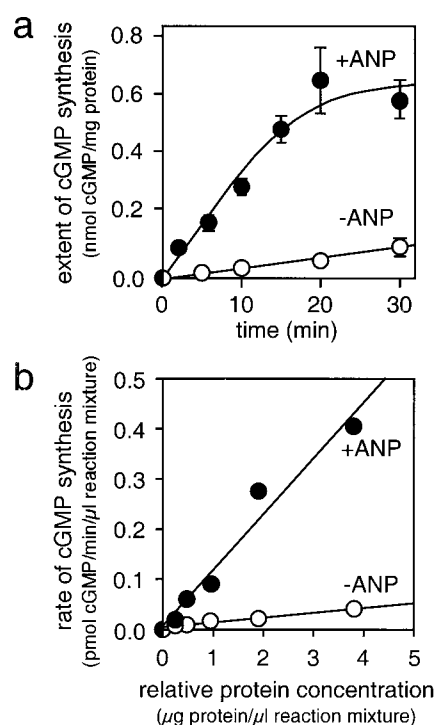 a
extent of cGMP synthesis
(nmol cGMP/mg protein)
0.8
0.6
0.4
0.2
0.0
+ANP
-ANP
0
10
20
30
time (min)
b
rate of cGMP synthesis
(pmol cGMP/min/μl reaction mixture)
0.5
0.4
0.3
0.2
0.1
0.0
+ANP
-ANP
0
1
2
3
4
5
relative protein concentration
(μg protein/μl reaction mixture)